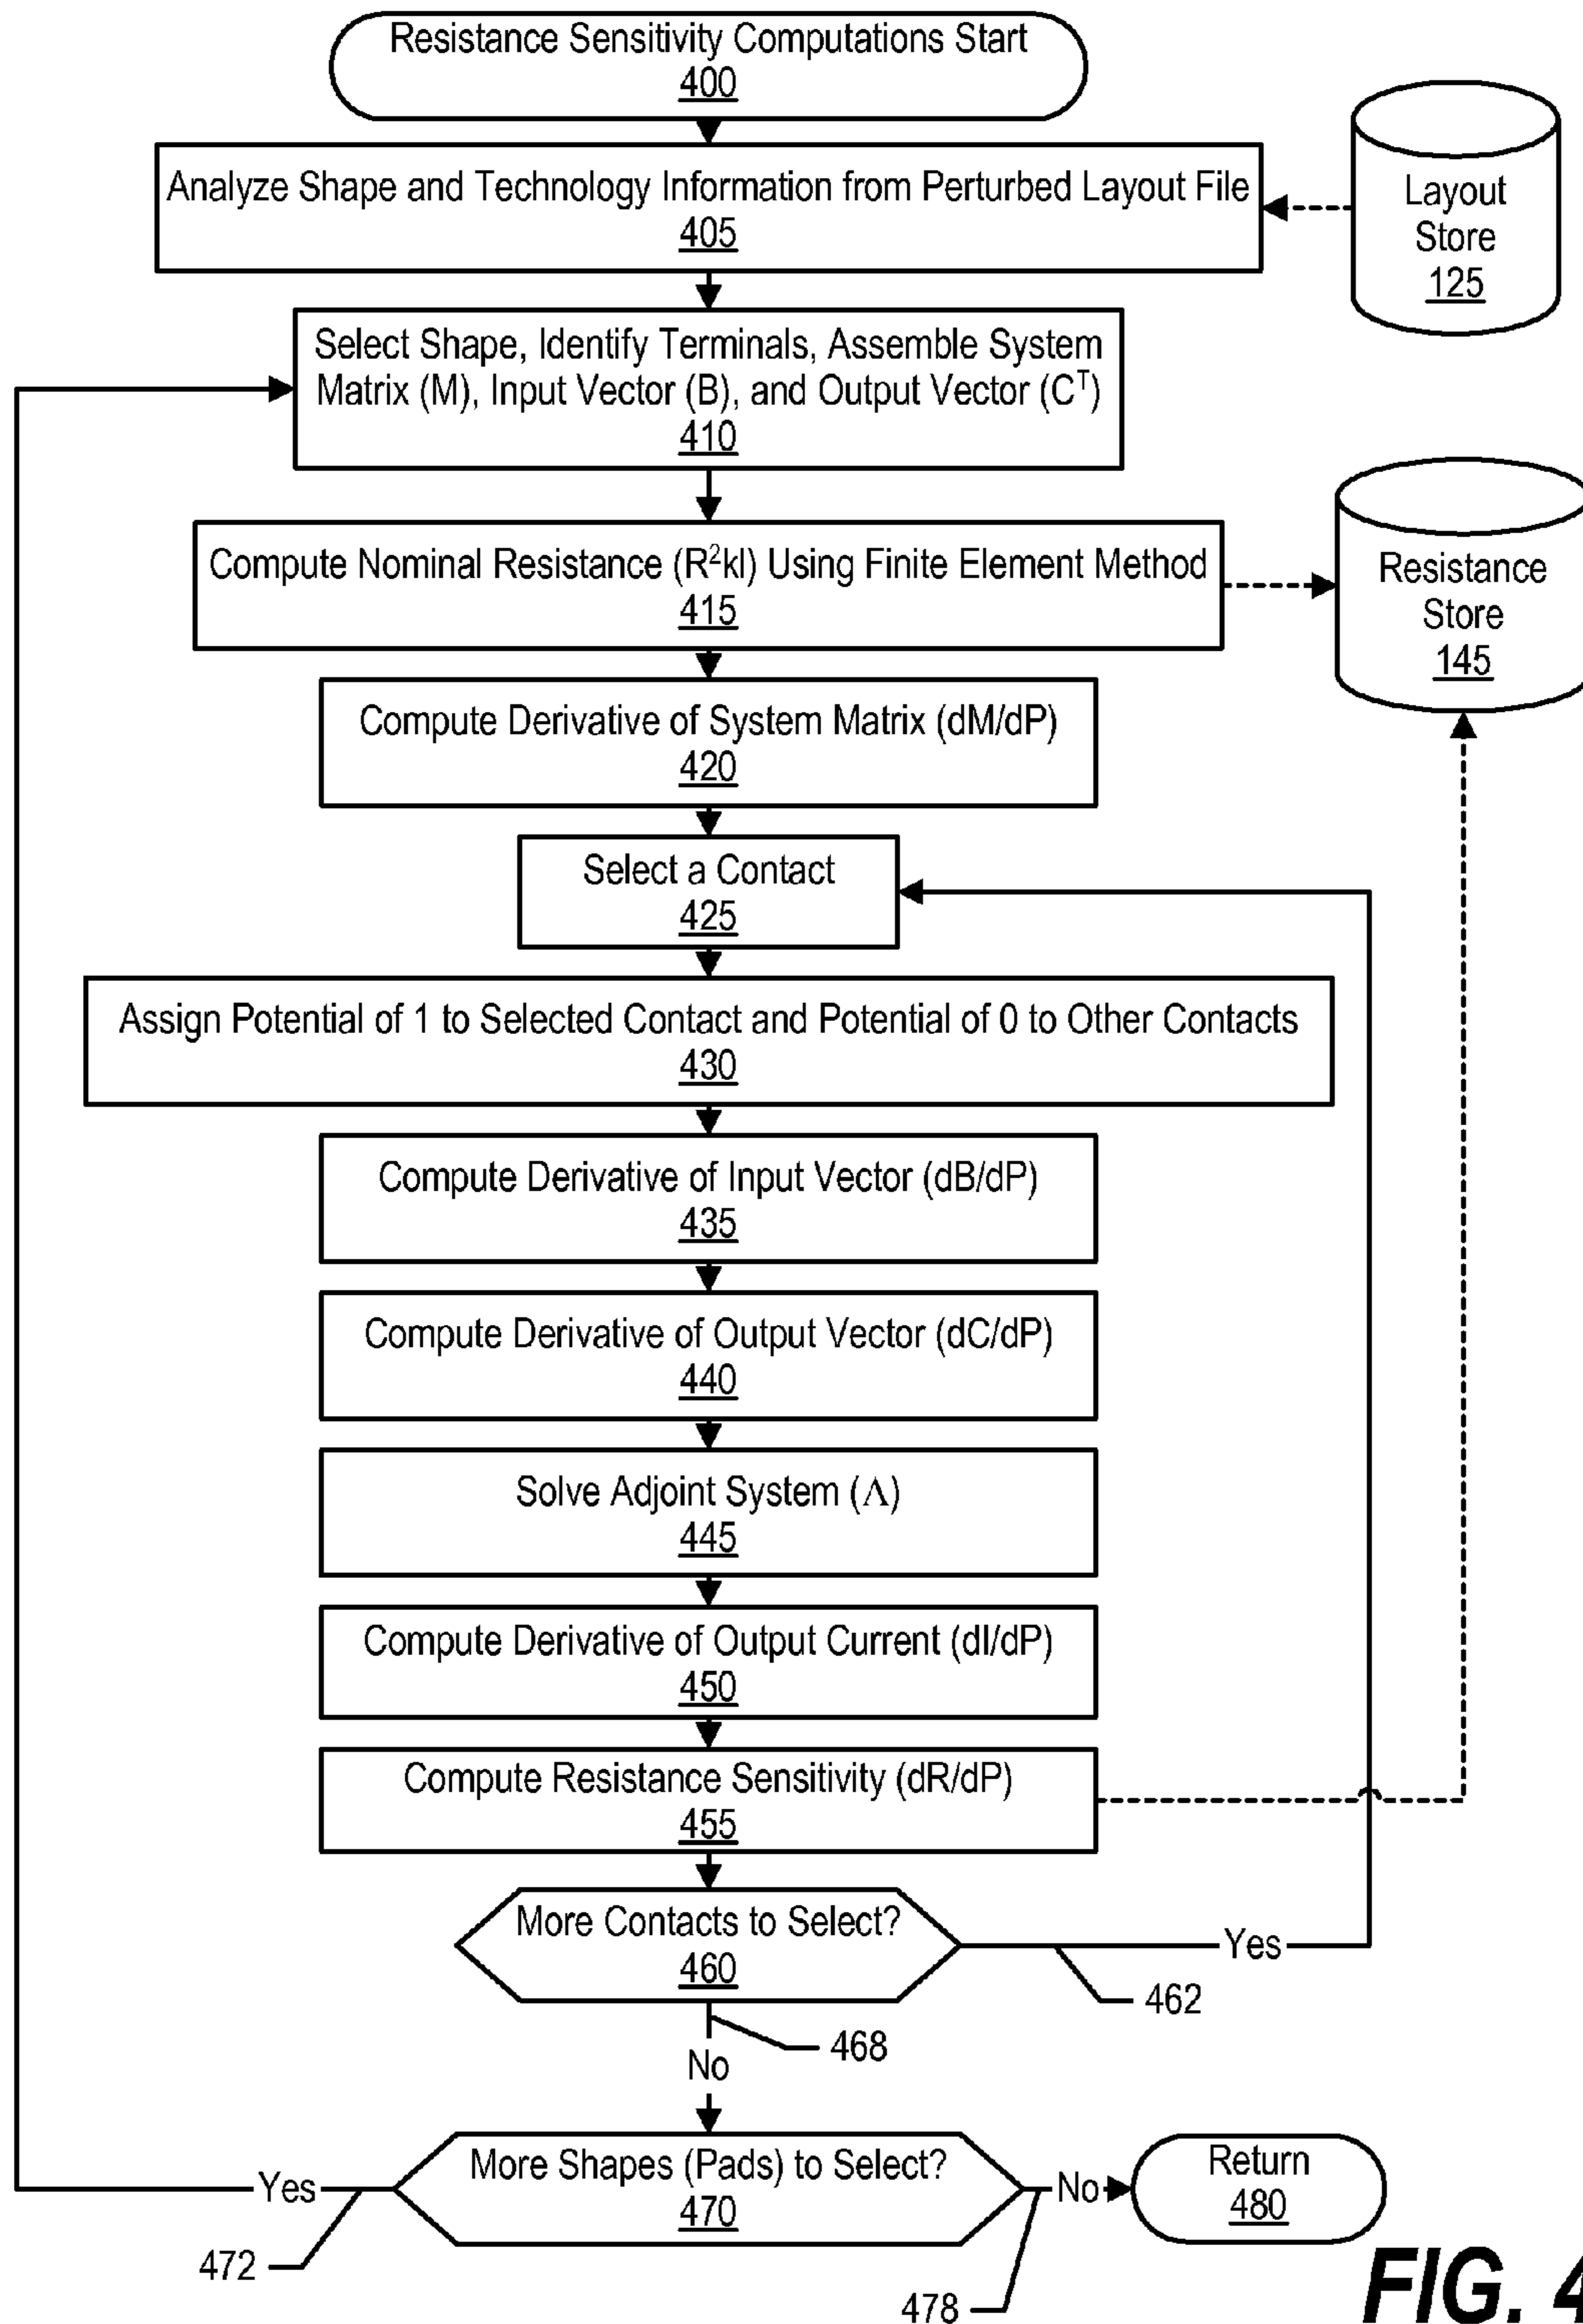 Resistance Sensitivity Computations Start
400
Analyze Shape and Technology Information from Perturbed Layout File
405
Layout
Store
125
Select Shape, Identify Terminals, Assemble System
Matrix (M), Input Vector (B), and Output Vector (Cᵀ)
410
Compute Nominal Resistance (R²kl) Using Finite Element Method
415
Resistance
Store
145
Compute Derivative of System Matrix (dM/dP)
420
Select a Contact
425
Assign Potential of 1 to Selected Contact and Potential of 0 to Other Contacts
430
Compute Derivative of Input Vector (dB/dP)
435
Compute Derivative of Output Vector (dC/dP)
440
Solve Adjoint System (Λ)
445
Compute Derivative of Output Current (dI/dP)
450
Compute Resistance Sensitivity (dR/dP)
455
More Contacts to Select?
460
Yes
462
468
No
More Shapes (Pads) to Select?
470
Yes
472
No
478
Return
480
FIG. 4